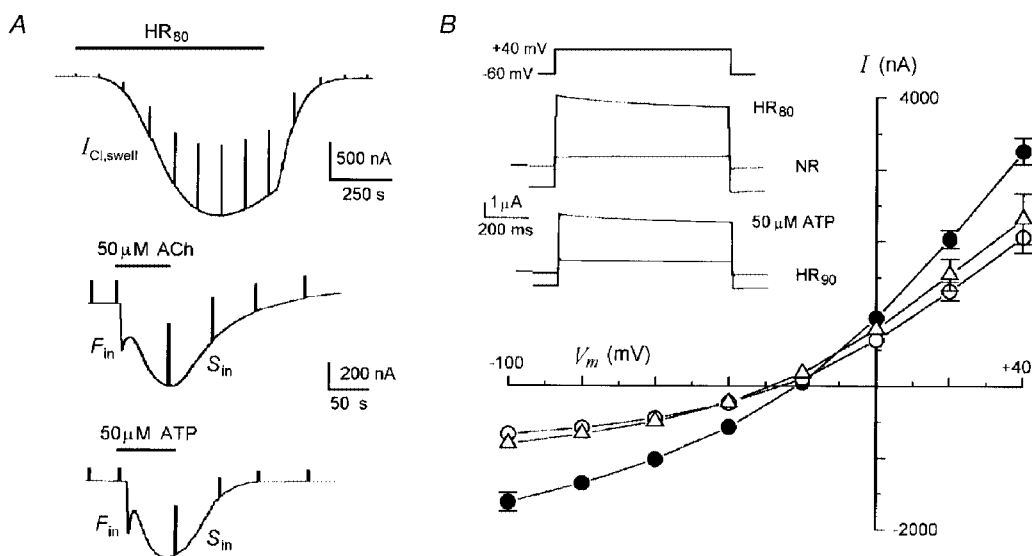 A
HR80
ICl,swell
500 nA
250 s
50 μM ACh
Fin
Sin
200 nA
50 s
50 μM ATP
Fin
Sin
B
+40 mV
-60 mV
HR80
NR
1 μA
200 ms
50 μM ATP
HR90
I (nA)
4000
-100
Vm (mV)
+40
-2000